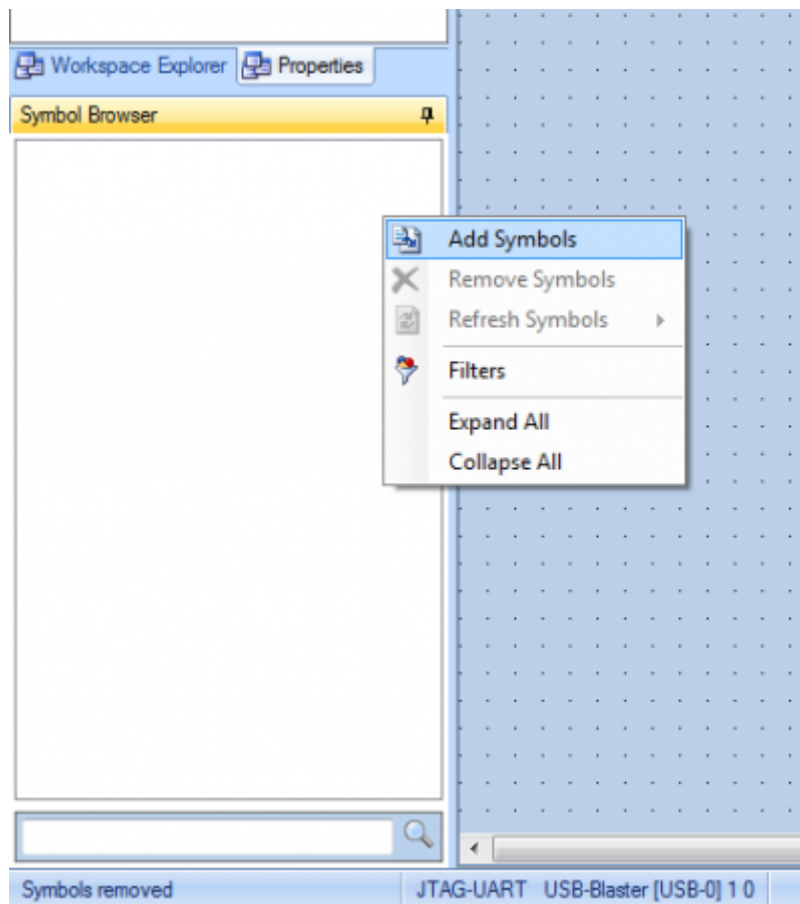 Workspace Explorer Properties
Symbol Browser
Add Symbols
Remove Symbols
Refresh Symbols
Filters
Expand All
Collapse All
Symbols removed JTAG-UART USB-Blaster [USB-0] 1 0